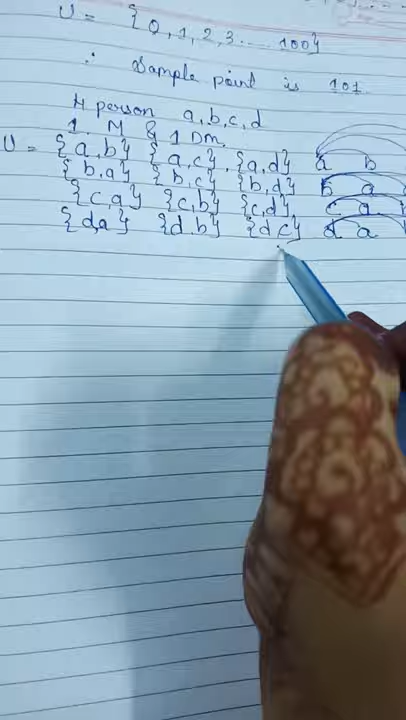 U = {0, 1, 2, 3 .... 100}
∴ Sample point is 101.
4 person a, b, c, d
1. M & 1 Dm.
U = {a, b} {a, c}, {a, d} a b
{b, a} {b, c} {b, d} b a
{c, a} {c, b} {c, d} c a
{d, a} {d, b} {d, c} d a